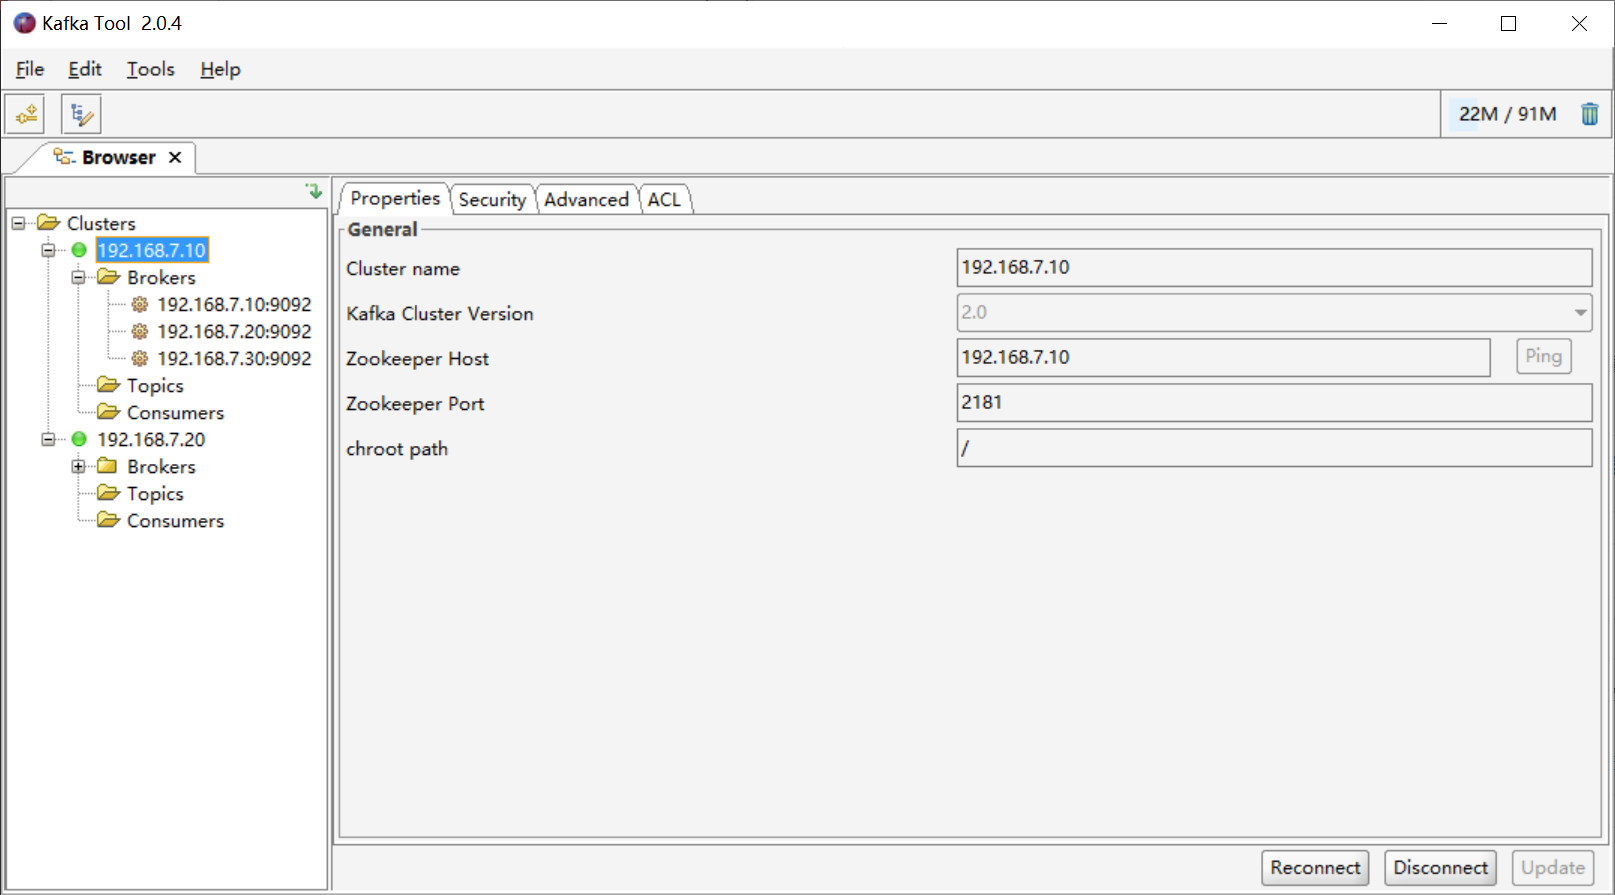 Kafka Tool 2.0.4
File Edit Tools Help
22M / 91M
Browser
Clusters
192.168.7.10
Brokers
192.168.7.10:9092
192.168.7.20:9092
192.168.7.30:9092
Topics
Consumers
192.168.7.20
Brokers
Topics
Consumers
Properties Security Advanced ACL
General
Cluster name 192.168.7.10
Kafka Cluster Version 2.0
Zookeeper Host 192.168.7.10 Ping
Zookeeper Port 2181
chroot path /
Reconnect Disconnect Update